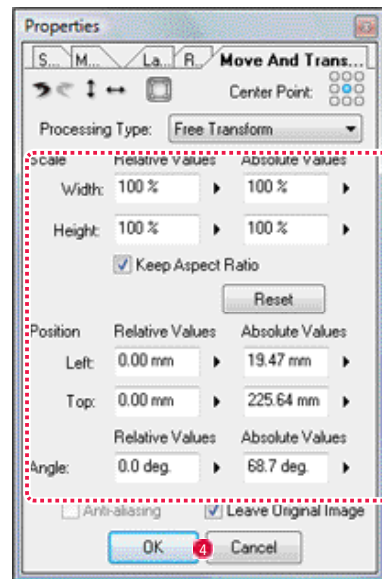 Properties
S... M... La... R... Move And Trans...
Center Point:
Processing Type: Free Transform
Scale Relative Values Absolute Values
Width: 100 % 100 %
Height: 100 % 100 %
Keep Aspect Ratio
Reset
Position Relative Values Absolute Values
Left: 0.00 mm 19.47 mm
Top: 0.00 mm 225.64 mm
Relative Values Absolute Values
Angle: 0.0 deg. 68.7 deg.
Anti-aliasing Leave Original Image
OK 4 Cancel